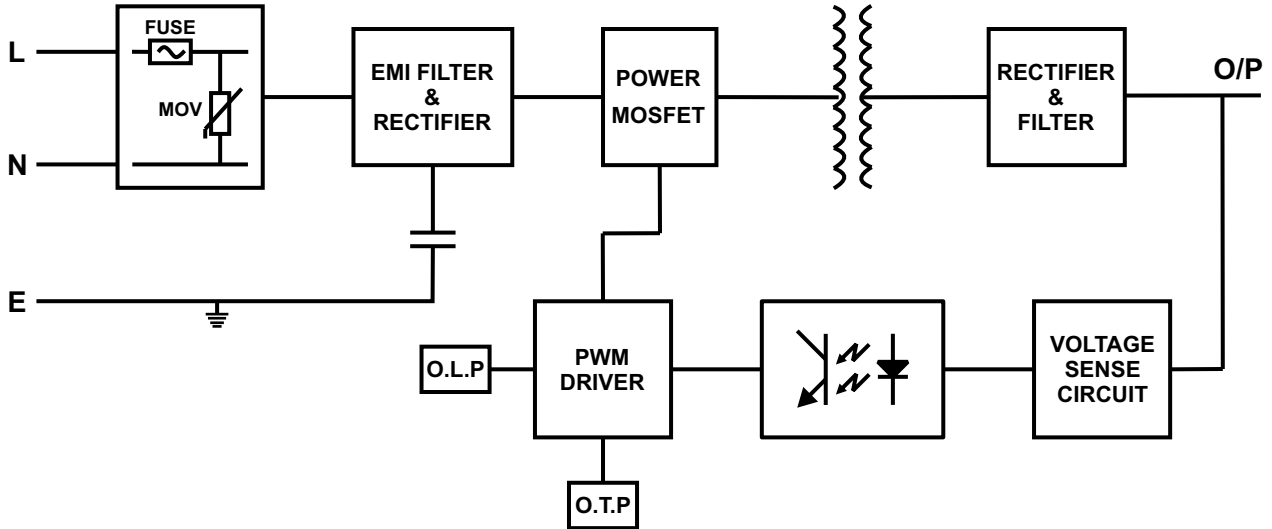 L
FUSE
MOV
N
E
EMI FILTER
&
RECTIFIER
POWER
MOSFET
RECTIFIER
&
FILTER
O/P
O.L.P
PWM
DRIVER
O.T.P
VOLTAGE
SENSE
CIRCUIT